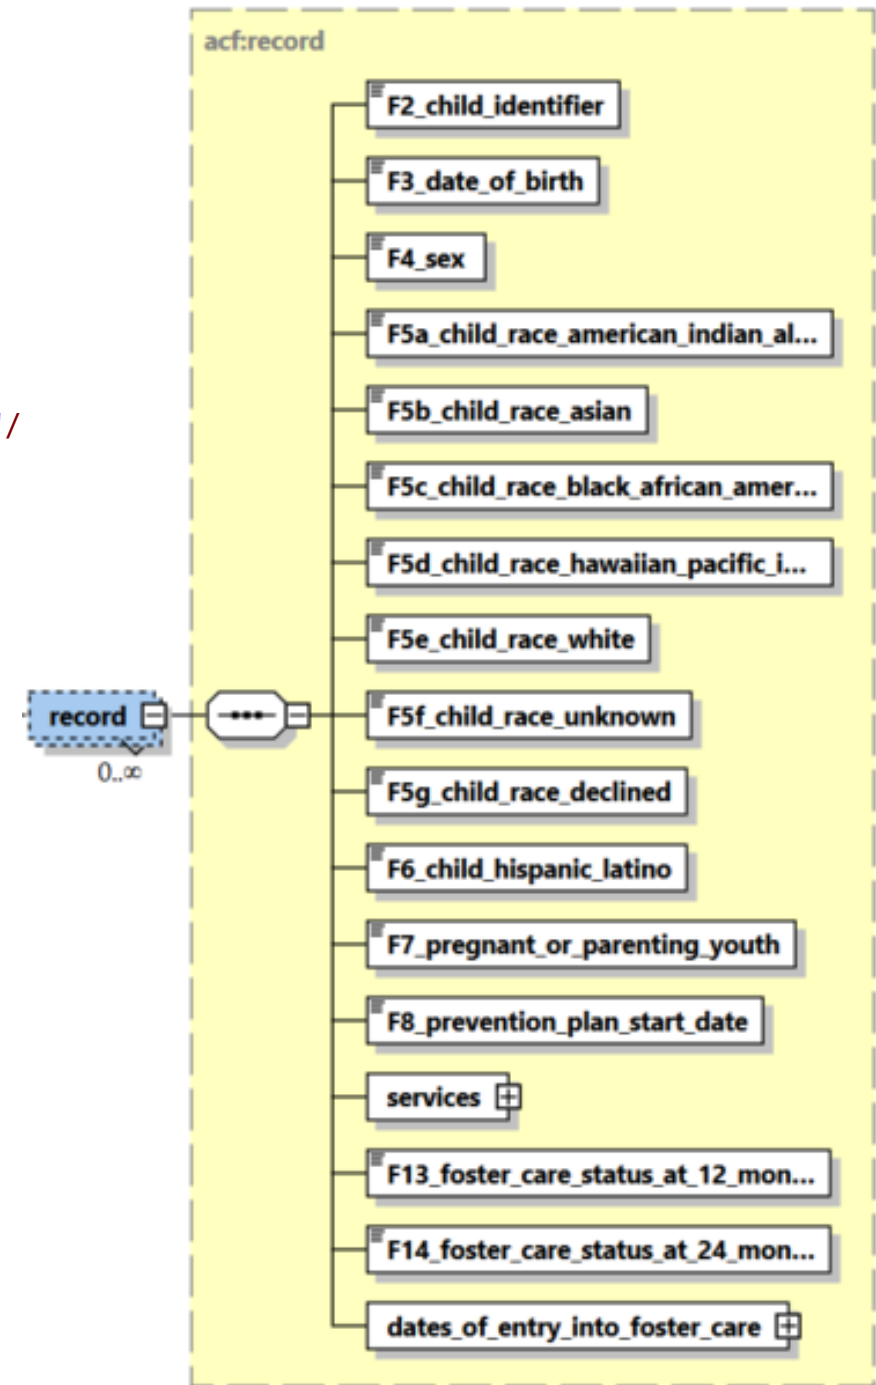 acf:record
F2_child_identifier
F3_date_of_birth
F4_sex
F5a_child_race_american_indian_al...
/
F5b_child_race_asian
F5c_child_race_black_african_amer...
F5d_child_race_hawaiian_pacific_i...
F5e_child_race_white
record
F5f_child_race_unknown
0..∞
F5g_child_race_declined
F6_child_hispanic_latino
F7_pregnant_or_parenting_youth
F8_prevention_plan_start_date
services
F13_foster_care_status_at_12_mon...
F14_foster_care_status_at_24_mon...
dates_of_entry_into_foster_care